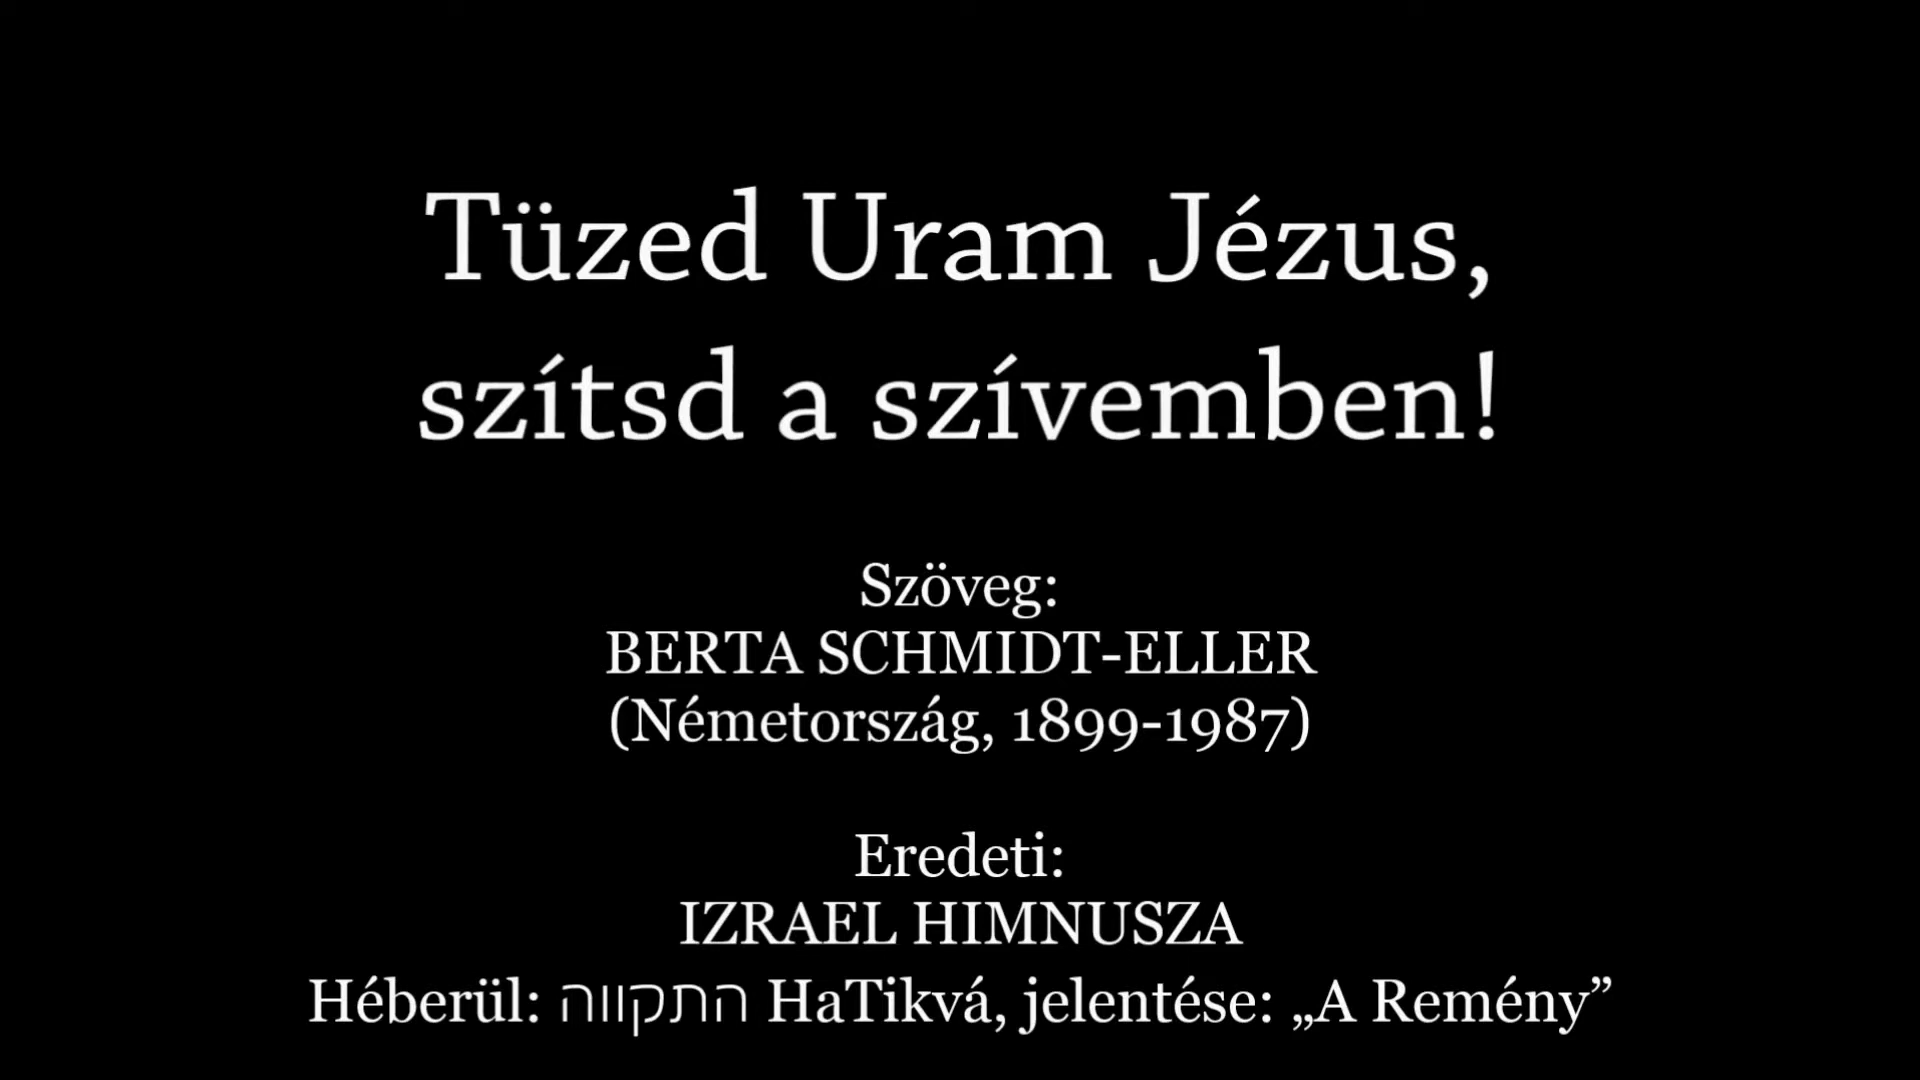 Tüzed Uram Jézus,
szítsd a szívemben!
Szöveg:
BERTA SCHMIDT-ELLER
(Németország, 1899-1987)
Eredeti:
IZRAEL HIMNUSZA
Héberül: התקווה HaTikvá, jelentése: „A Remény”